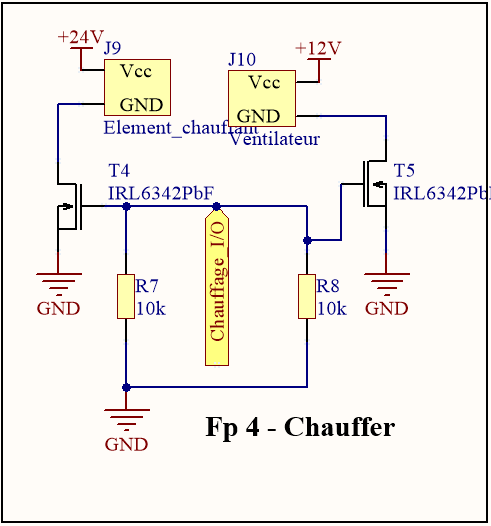 +24V
J9
Vcc
GND
Element_chauffant
J10
+12V
Vcc
GND
Ventilateur
T4
IRL6342PbF
T5
IRL6342PbF
Chauffage_I/O
R7
10k
R8
10k
GND
GND
GND
Fp 4 - Chauffer